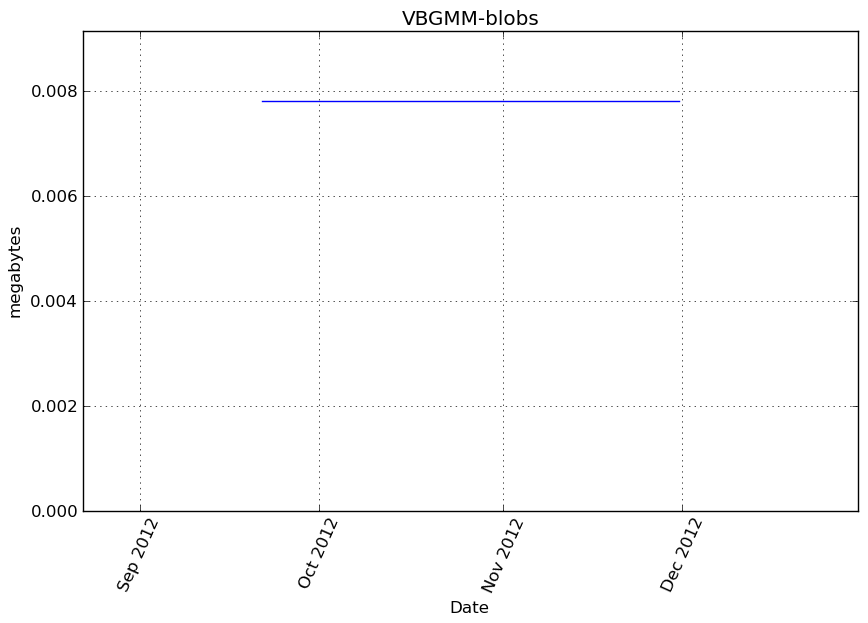 VBGMM-blobs
0.008
0.006
0.004
0.002
0.000
megabytes
Sep 2012
Oct 2012
Nov 2012
Dec 2012
Date